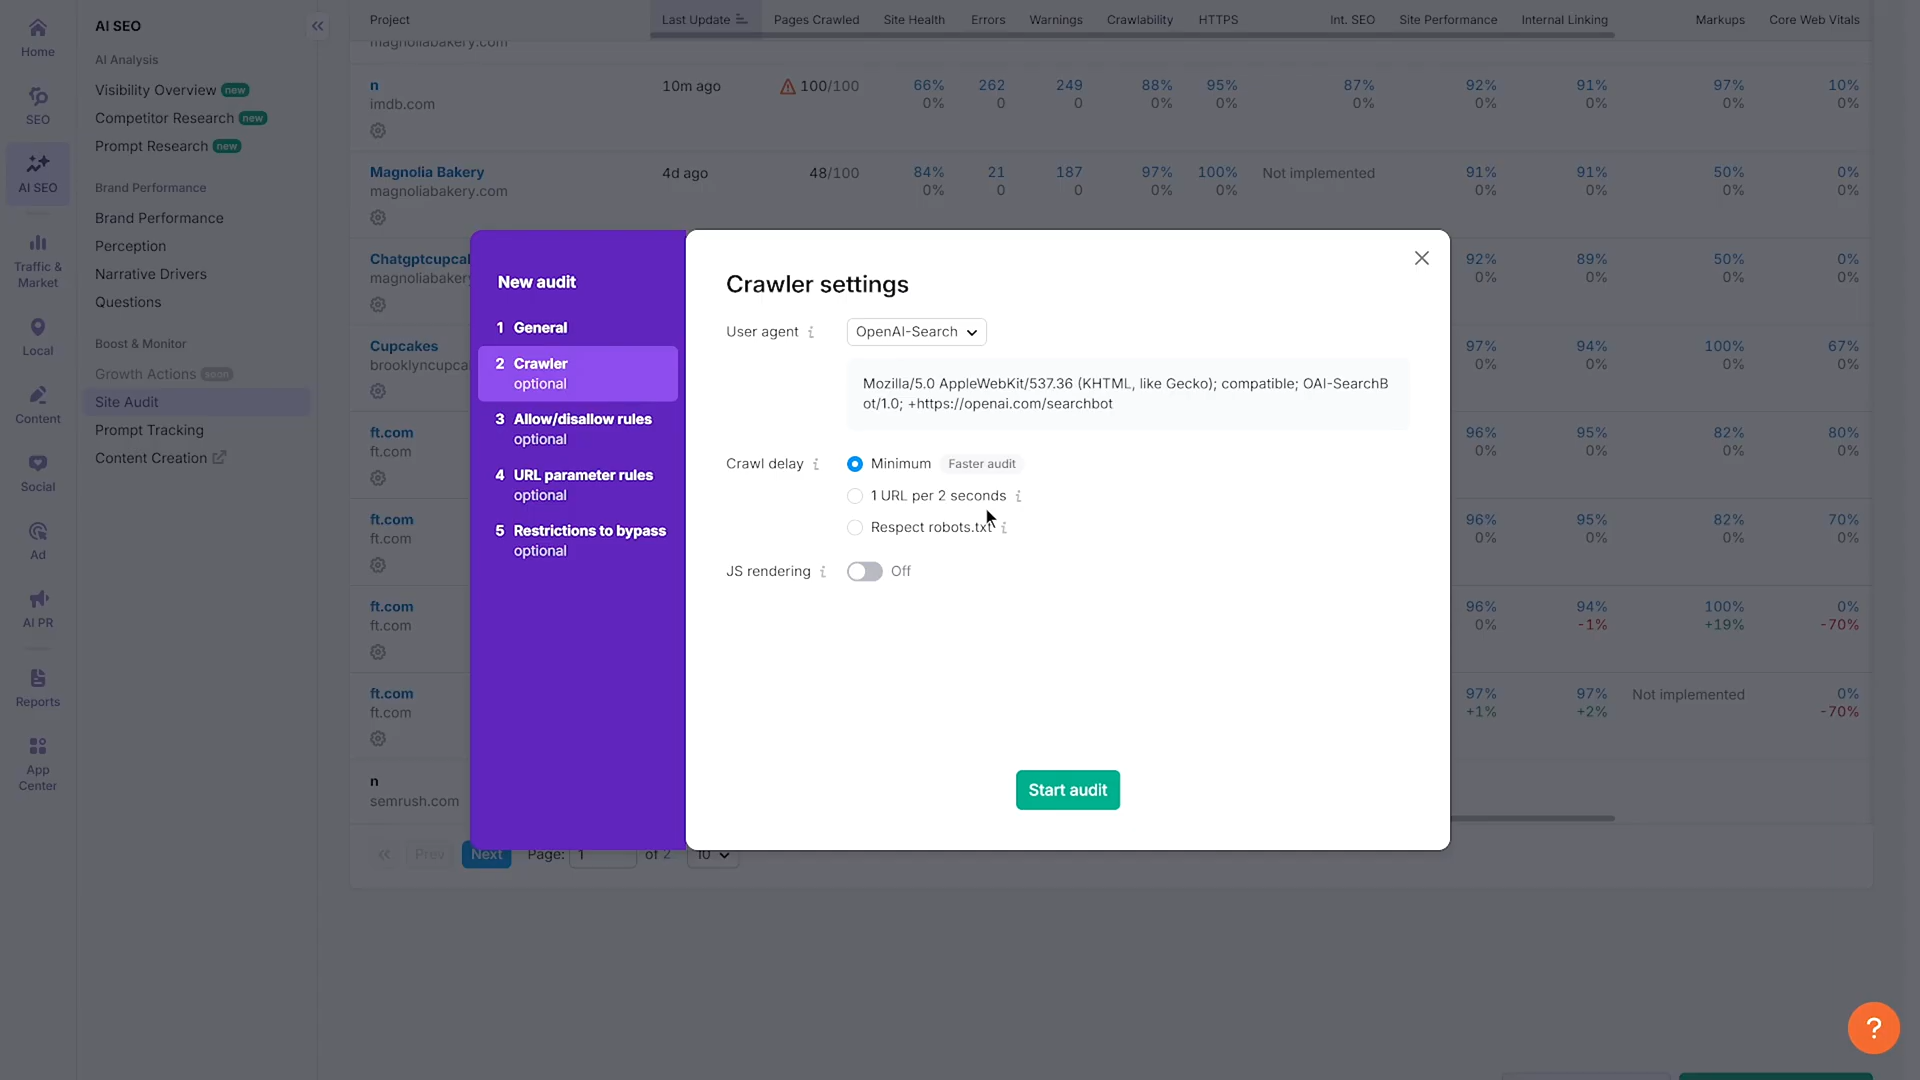 Home
SEO
AI SEO
Traffic &
Market
Local
Content
Social
Ad
AI PR
Reports
App
Center
AI SEO
AI Analysis
Visibility Overview new
Competitor Research new
Prompt Research new
Brand Performance
Brand Performance
Perception
Narrative Drivers
Questions
Boost & Monitor
Growth Actions soon
Site Audit
Prompt Tracking
Content Creation
Project Last Update Pages Crawled Site Health Errors Warnings Crawlability HTTPS Int. SEO Site Performance Internal Linking Markups Core Web Vitals
magnoliabakery.com
n 10m ago 100/100 66% 262 249 88% 95% 87% 92% 91% 97% 10%
imdb.com 0% 0 0 0% 0% 0% 0% 0% 0% 0%
Magnolia Bakery 4d ago 48/100 84% 21 187 97% 100% Not implemented 91% 91% 50% 0%
magnoliabakery.com 0% 0 0 0% 0% 0% 0% 0% 0%
Chatgptcupcal 92% 89% 50% 0%
magnoliabakery 0% 0% 0% 0%
Cupcakes 97% 94% 100% 67%
brooklyncupca 0% 0% 0% 0%
ft.com 96% 95% 82% 80%
ft.com 0% 0% 0% 0%
ft.com 96% 95% 82% 70%
ft.com 0% 0% 0% 0%
ft.com 96% 94% 100% 0%
ft.com 0% -1% +19% -70%
ft.com 97% 97% Not implemented 0%
ft.com +1% +2% -70%
n
semrush.com
Prev Next Page: 1 of 2 10
New audit
1 General
2 Crawler
optional
3 Allow/disallow rules
optional
4 URL parameter rules
optional
5 Restrictions to bypass
optional
Crawler settings
User agent i OpenAI-Search
Mozilla/5.0 AppleWebKit/537.36 (KHTML, like Gecko); compatible; OAI-SearchB
ot/1.0; +https://openai.com/searchbot
Crawl delay i Minimum Faster audit
1 URL per 2 seconds i
Respect robots.txt i
JS rendering i Off
Start audit
?